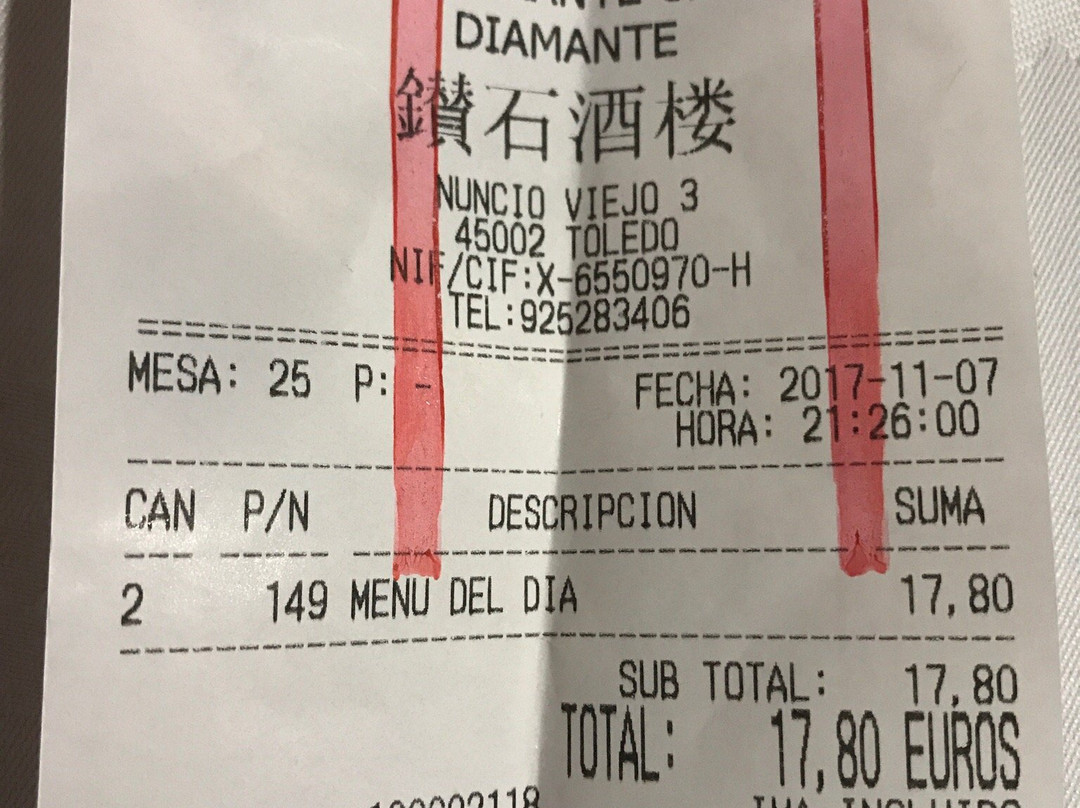 DIAMANTE
鑽石酒楼
NUNCIO VIEJO 3
45002 TOLEDO
NIF/CIF:X-6550970-H
TEL:925283406
MESA: 25 P: - FECHA: 2017-11-07
HORA: 21:26:00
CAN P/N DESCRIPCION SUMA
2 149 MENU DEL DIA 17,80
SUB TOTAL: 17,80
TOTAL: 17,80 EUROS
IVA INCLUIDO